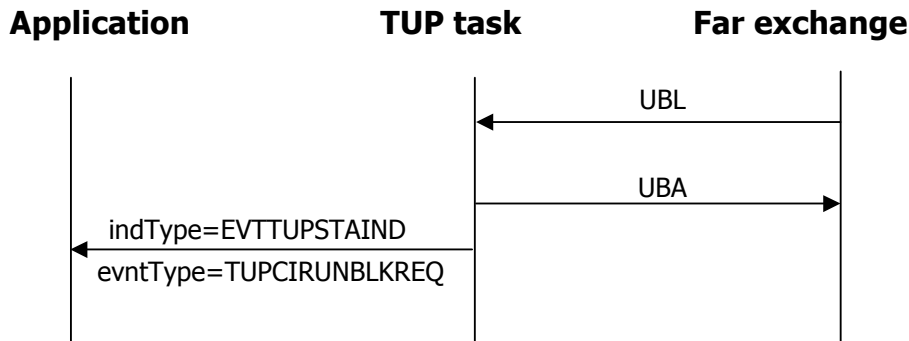 Application TUP task Far exchange
UBL
UBA
indType=EVTTUPSTAIND
evntType=TUPCIRUNBLKREQ